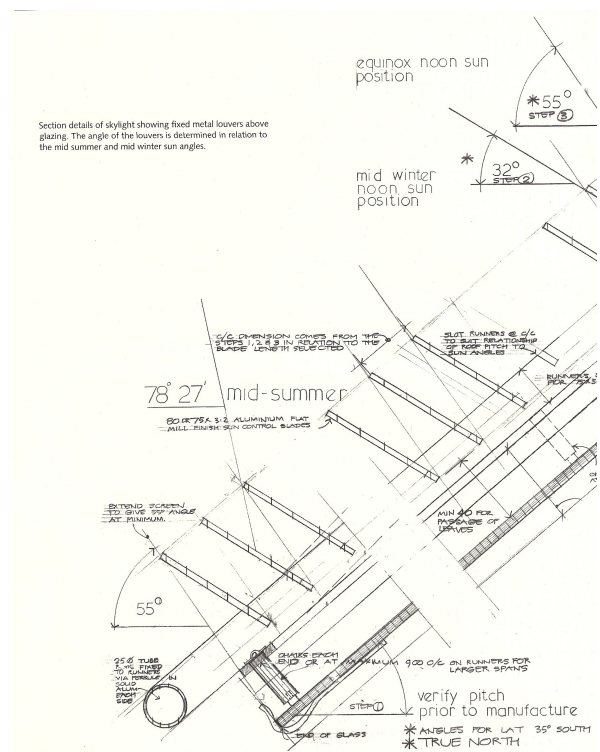 equinox noon sun
position
*55°
STEP 3
Section details of skylight showing fixed metal louvers above
glazing. The angle of the louvers is determined in relation to
the mid summer and mid winter sun angles.
*
32°
STEP 2
mid winter
noon sun
position
C/C DIMENSION COMES FROM THE
STEPS 1, 2 & 3 IN RELATION TO THE
BLADE LENGTH SELECTED
SLOT RUNNERS @ C/C
TO SUIT RELATIONSHIP
OF ROOF PITCH TO
SUN ANGLES
RUNNERS
FOR
78° 27' mid-summer
50 OR 75 x 3.2 ALUMINIUM FLAT
MILL FINISH SUN CONTROL BLADES
EXTEND SCREEN
TO GIVE 55° ANGLE
AT MINIMUM.
MIN 40 FOR
PASSAGE OF
LEAVES
55°
CHAIRS EACH
END OR AT MAXIMUM 900 C/C ON RUNNERS FOR
LARGER SPANS
25 Ø TUBE
FIXED
TO RUNNERS
VIA FERRULE IN
SOLID
ALUM
EACH
SIDE
STEP 1
verify pitch
prior to manufacture
END OF GLASS
* ANGLES FOR LAT 35° SOUTH
* TRUE NORTH